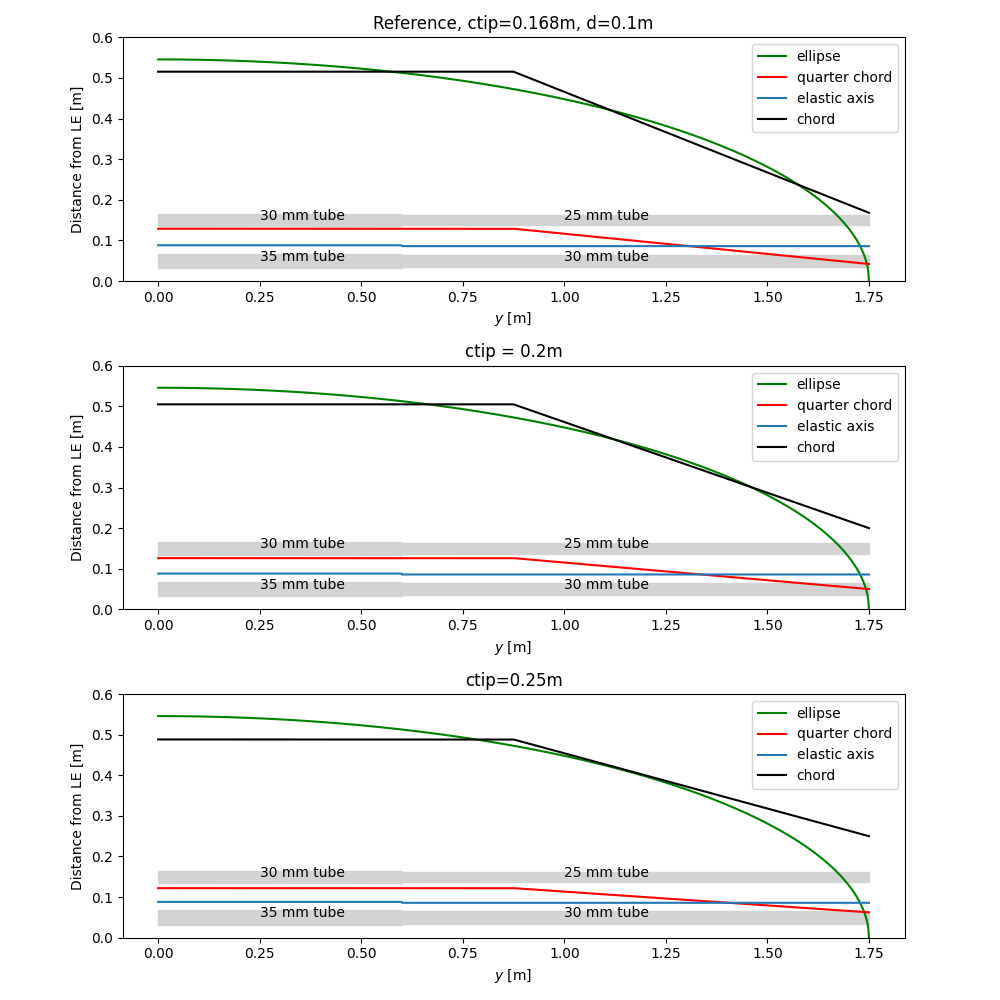 Reference, ctip=0.168m, d=0.1m
0.6
0.5
0.4
0.3
0.2
0.1
0.0
Distance from LE [m]
ellipse
quarter chord
elastic axis
chord
30 mm tube
25 mm tube
35 mm tube
30 mm tube
0.00 0.25 0.50 0.75 1.00 1.25 1.50 1.75
y [m]
ctip = 0.2m
0.6
0.5
0.4
0.3
0.2
0.1
0.0
Distance from LE [m]
ellipse
quarter chord
elastic axis
chord
30 mm tube
25 mm tube
35 mm tube
30 mm tube
0.00 0.25 0.50 0.75 1.00 1.25 1.50 1.75
y [m]
ctip=0.25m
0.6
0.5
0.4
0.3
0.2
0.1
0.0
Distance from LE [m]
ellipse
quarter chord
elastic axis
chord
30 mm tube
25 mm tube
35 mm tube
30 mm tube
0.00 0.25 0.50 0.75 1.00 1.25 1.50 1.75
y [m]